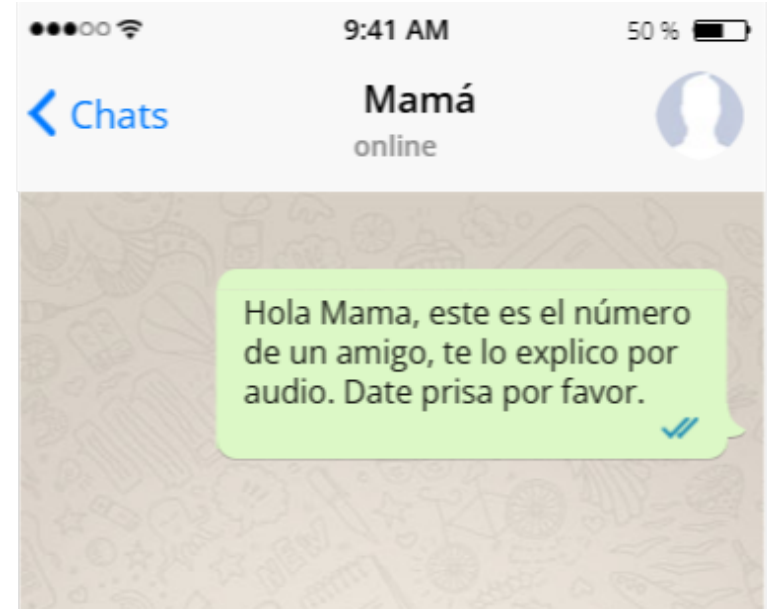 9:41 AM 50 %
Chats Mamá
online
Hola Mama, este es el número
de un amigo, te lo explico por
audio. Date prisa por favor.
NEW